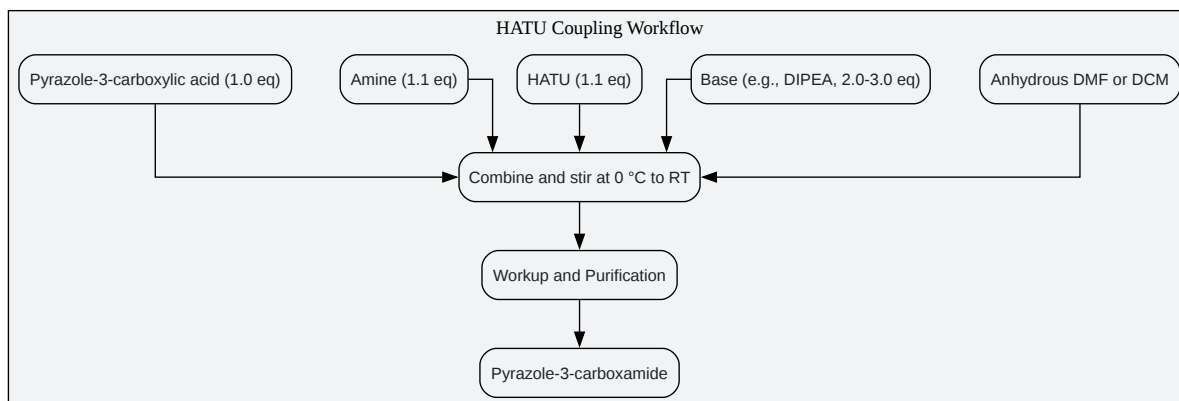 HATU Coupling Workflow
Pyrazole-3-carboxylic acid (1.0 eq)
Amine (1.1 eq)
HATU (1.1 eq)
Base (e.g., DIPEA, 2.0-3.0 eq)
Anhydrous DMF or DCM
Combine and stir at 0 °C to RT
Workup and Purification
Pyrazole-3-carboxamide